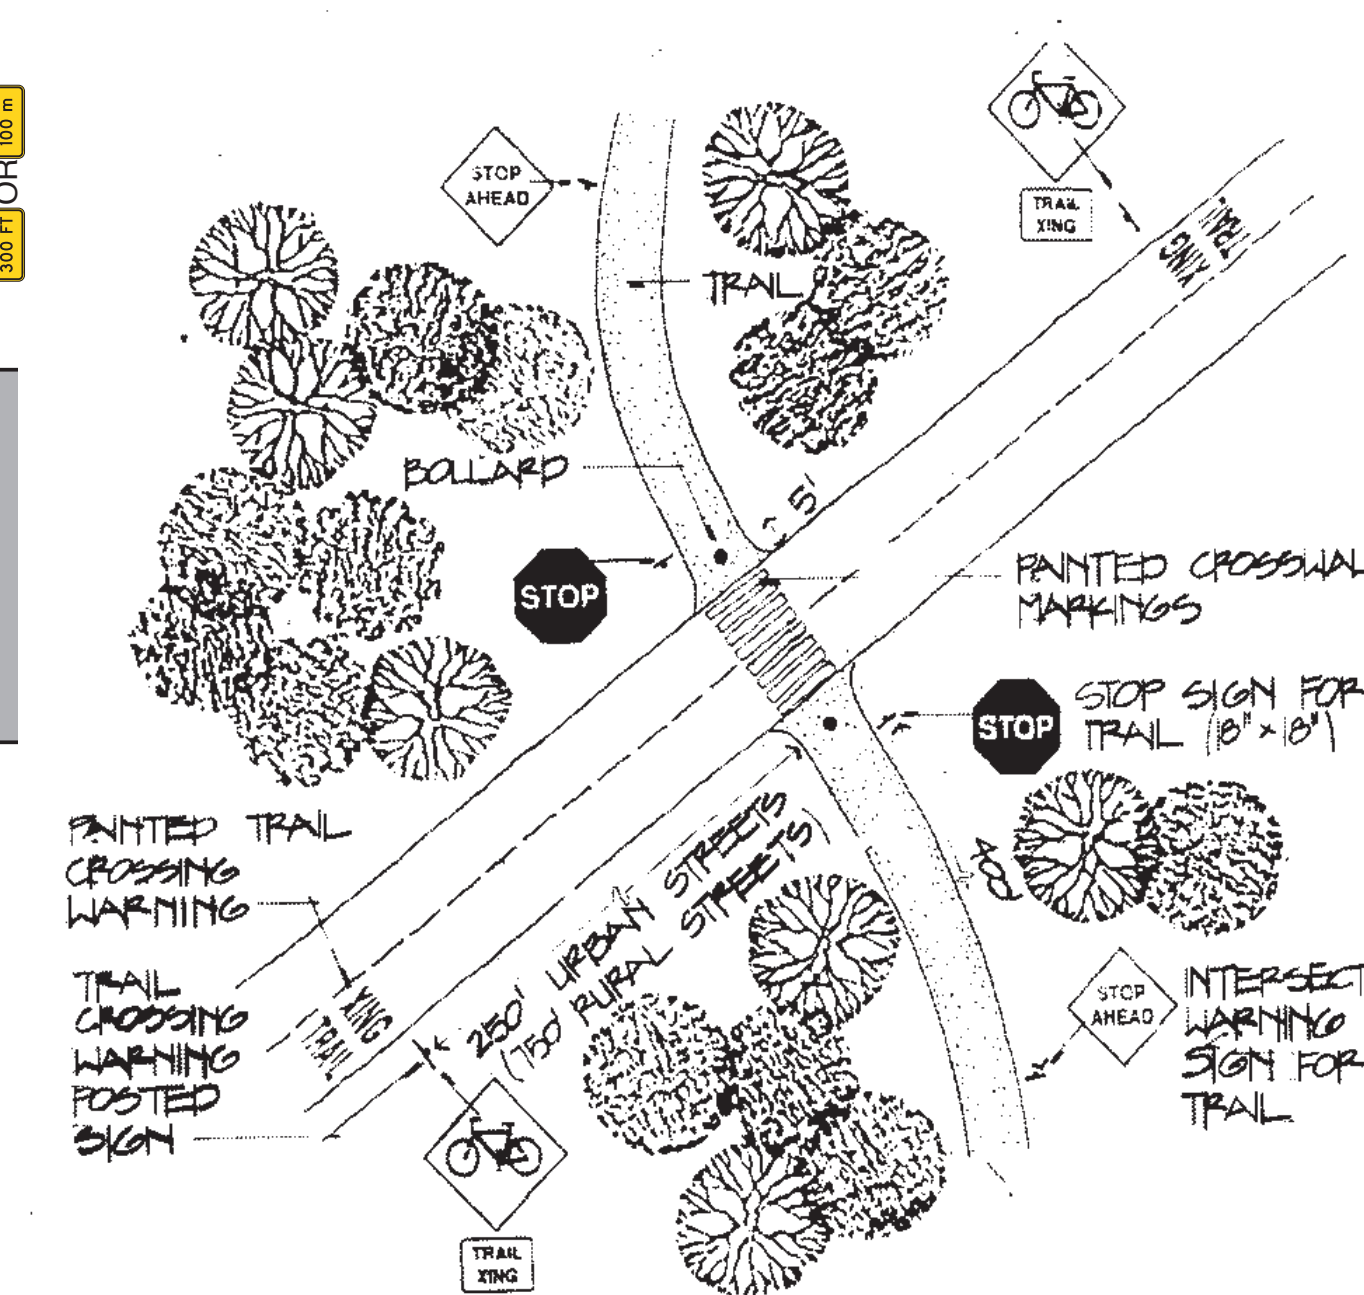 100 m
OR
300 FT
STOP
AHEAD
TRAIL
XING
TRAIL
XING
TRAIL
BOLLARD
5'
STOP
PAINTED CROSSWAL
MARKINGS
STOP
STOP SIGN FOR
TRAIL (18" x 18")
PAINTED TRAIL
CROSSING
WARNING
TRAIL
CROSSING
WARNING
POSTED
SIGN
XING
TRAIL
250' URBAN STREETS
(750' RURAL STREETS
STOP
AHEAD
INTERSECT
WARNING
SIGN FOR
TRAIL
TRAIL
XING